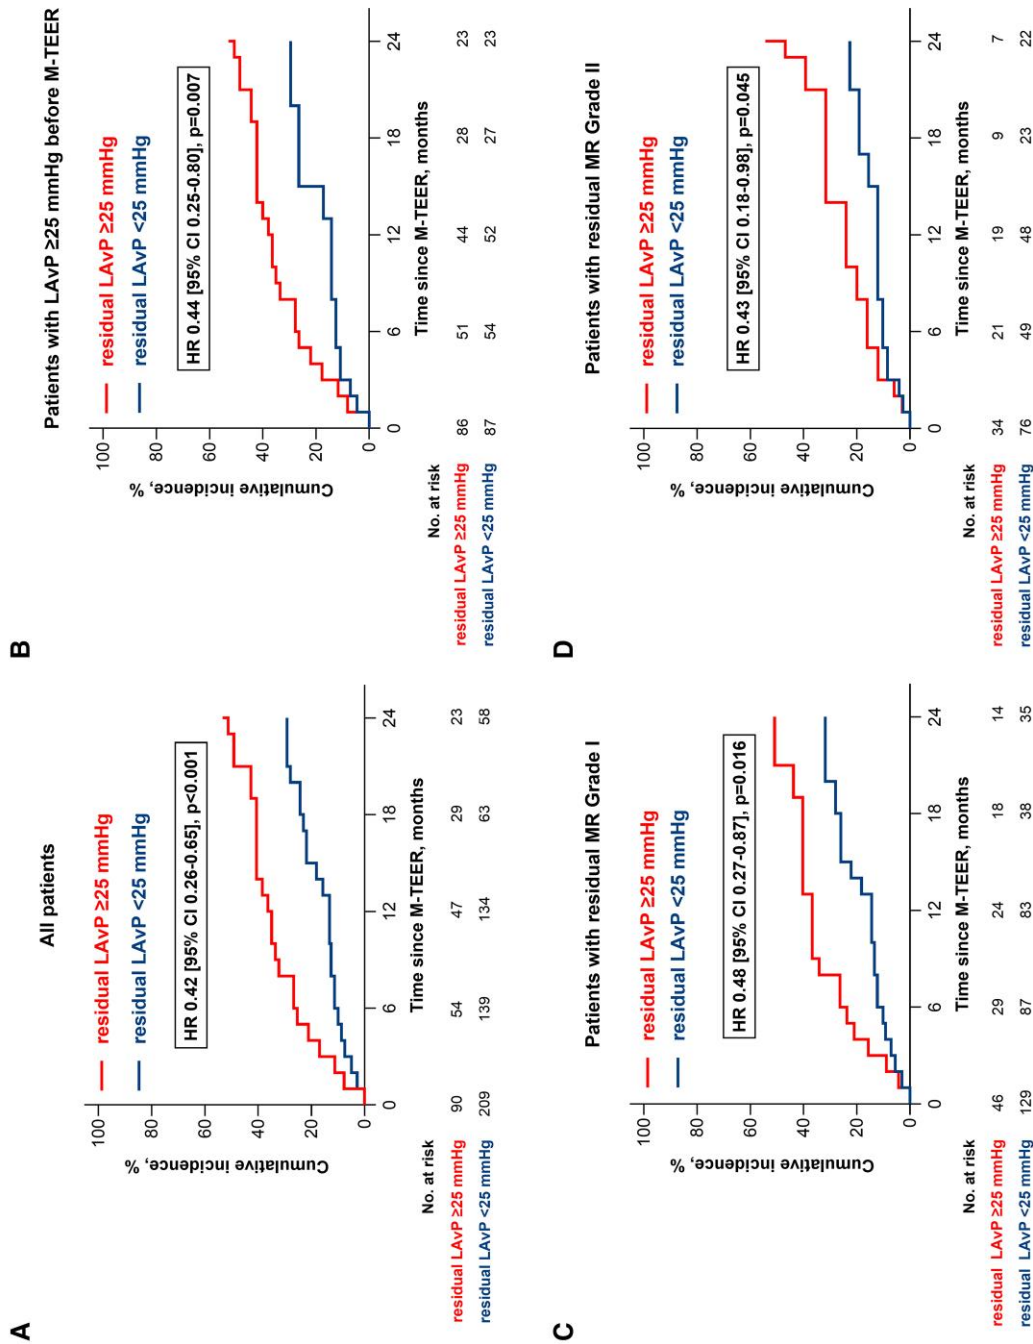 A
All patients
Cumulative incidence, %
100
80
60
40
20
0
residual LAvP ≥25 mmHg
residual LAvP <25 mmHg
HR 0.42 [95% CI 0.26-0.65], p<0.001
0 6 12 18 24
Time since M-TEER, months
No. at risk
residual LAvP ≥25 mmHg 90 54 47 29 23
residual LAvP <25 mmHg 209 139 134 63 58
B
Patients with LAvP ≥25 mmHg before M-TEER
Cumulative incidence, %
100
80
60
40
20
0
residual LAvP ≥25 mmHg
residual LAvP <25 mmHg
HR 0.44 [95% CI 0.25-0.80], p=0.007
0 6 12 18 24
Time since M-TEER, months
No. at risk
residual LAvP ≥25 mmHg 86 51 44 28 23
residual LAvP <25 mmHg 87 54 52 27 23
C
Patients with residual MR Grade I
Cumulative incidence, %
100
80
60
40
20
0
residual LAvP ≥25 mmHg
residual LAvP <25 mmHg
HR 0.48 [95% CI 0.27-0.87], p=0.016
0 6 12 18 24
Time since M-TEER, months
No. at risk
residual LAvP ≥25 mmHg 46 29 24 18 14
residual LAvP <25 mmHg 129 87 83 38 35
D
Patients with residual MR Grade II
Cumulative incidence, %
100
80
60
40
20
0
residual LAvP ≥25 mmHg
residual LAvP <25 mmHg
HR 0.43 [95% CI 0.18-0.98], p=0.045
0 6 12 18 24
Time since M-TEER, months
No. at risk
residual LAvP ≥25 mmHg 34 21 19 9 7
residual LAvP <25 mmHg 76 49 48 23 22